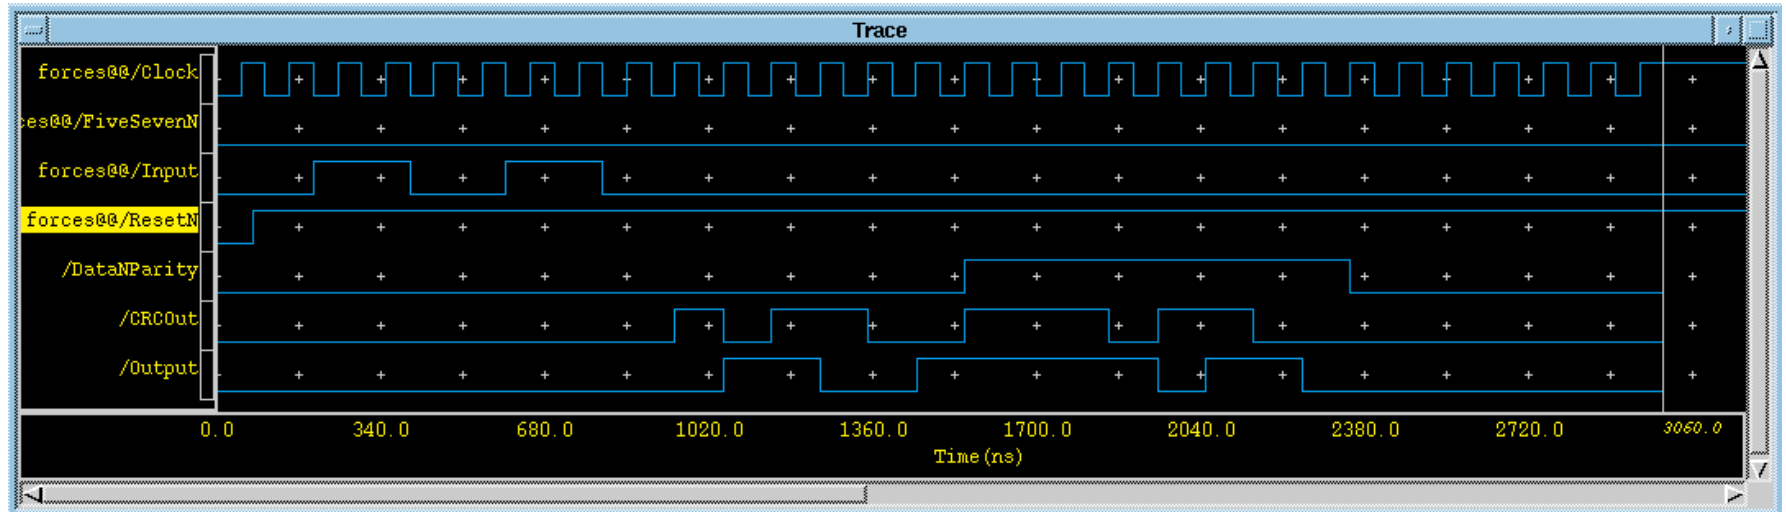 Trace
forces@@/Clock
es@@/FiveSevenN
forces@@/Input
forces@@/ResetN
/DataNParity
/CRCOut
/Output
0.0 340.0 680.0 1020.0 1360.0 1700.0 2040.0 2380.0 2720.0 3060.0
Time(ns)